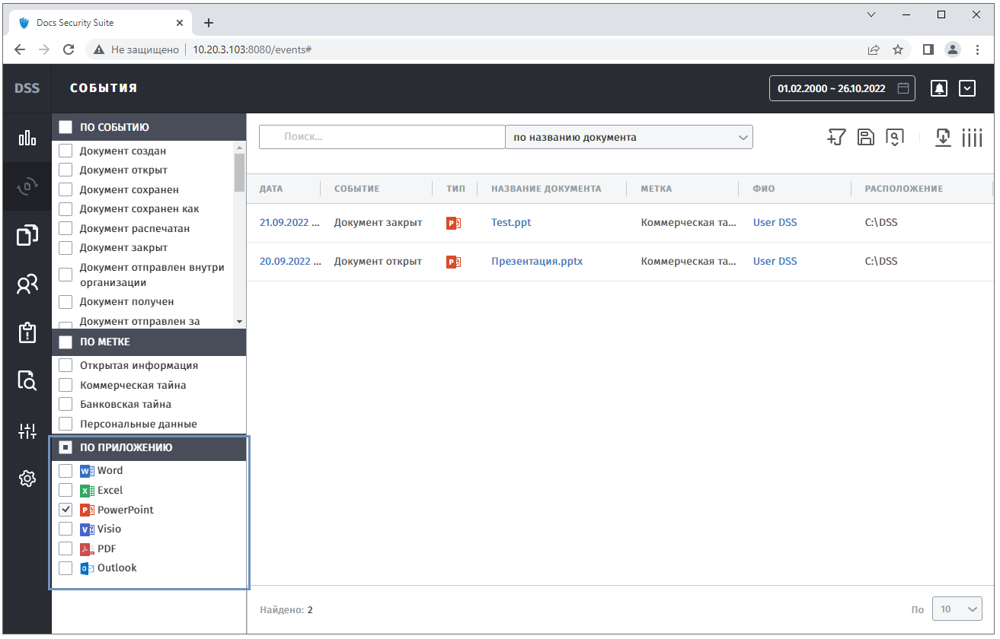 Docs Security Suite
Не защищено
10.20.3.103:8080/events#
DSS
СОБЫТИЯ
01.02.2000 ~ 26.10.2022
ПО СОБЫТИЮ
Документ создан
Документ открыт
Документ сохранен
Документ сохранен как
Документ распечатан
Документ закрыт
Документ отправлен внутри
организации
Документ получен
Документ отправлен за
ПО МЕТКЕ
Открытая информация
Коммерческая тайна
Банковская тайна
Персональные данные
ПО ПРИЛОЖЕНИЮ
Word
Excel
PowerPoint
Visio
PDF
Outlook
Поиск...
по названию документа
ДАТА СОБЫТИЕ ТИП НАЗВАНИЕ ДОКУМЕНТА МЕТКА ФИО РАСПОЛОЖЕНИЕ
21.09.2022 ... Документ закрыт Test.ppt Коммерческая та... User DSS C:\DSS
20.09.2022 ... Документ открыт Презентация.pptx Коммерческая та... User DSS C:\DSS
Найдено: 2
По 10